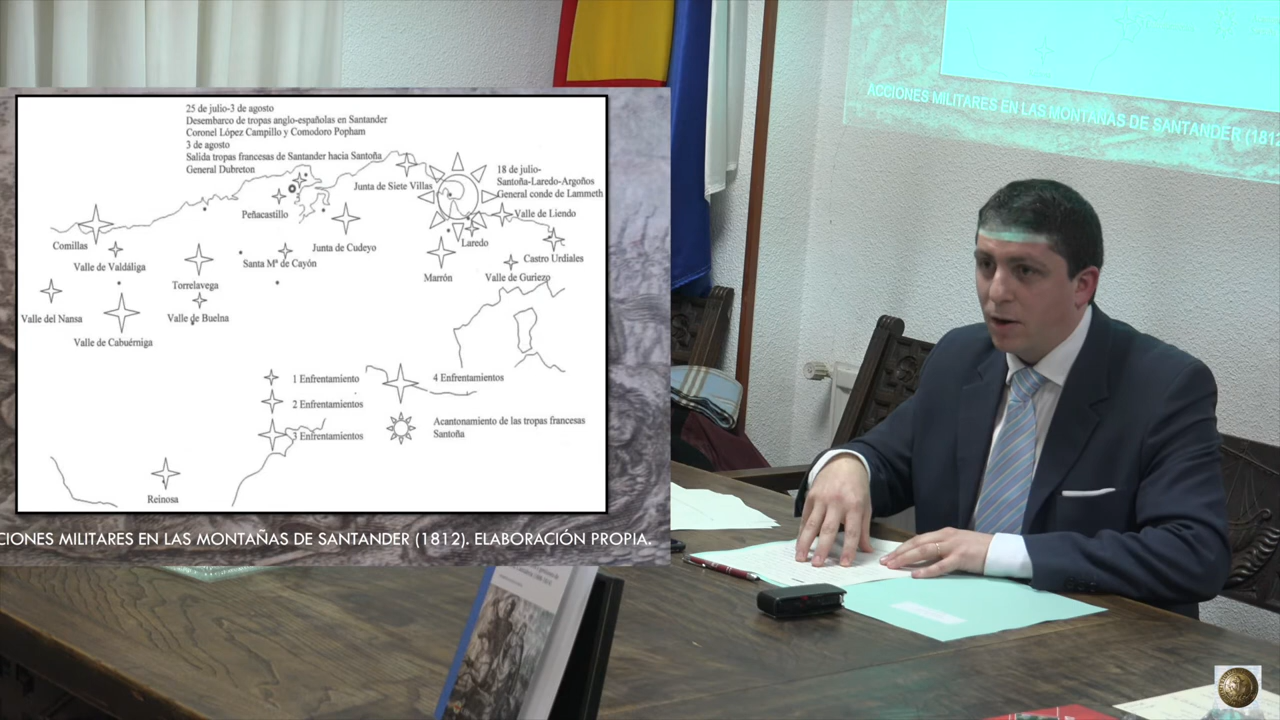 25 de julio-3 de agosto
Desembarco de tropas anglo-españolas en Santander
Coronel López Campillo y Comodoro Popham
3 de agosto
Salida tropas francesas de Santander hacia Santoña
General Dubreton
18 de julio-
Santoña-Laredo-Argoños
General conde de Lammeth
Junta de Siete Villas
Peñacastillo
Valle de Liendo
Comillas
Junta de Cudeyo
Laredo
Castro Urdiales
Valle de Valdáliga
Santa Mª de Cayón
Marrón
Valle de Guriezo
Torrelavega
Valle del Nansa
Valle de Buelna
Valle de Cabuérniga
1 Enfrentamiento
4 Enfrentamientos
2 Enfrentamientos
Acantonamiento de las tropas francesas
Santoña
3 Enfrentamientos
Reinosa
CIONES MILITARES EN LAS MONTAÑAS DE SANTANDER (1812). ELABORACIÓN PROPIA.
ACCIONES MILITARES EN LAS MONTAÑAS DE SANTANDER (1812